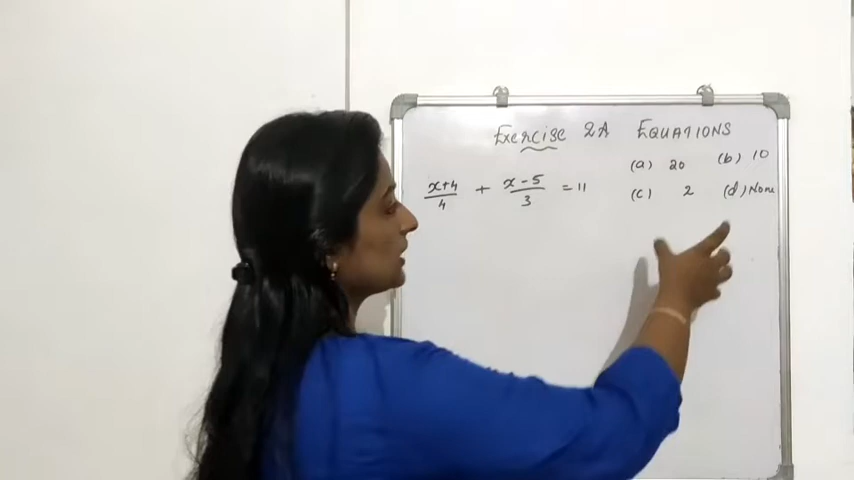 Exercise 2A EQUATIONS
(a) 20 (b) 10
x+4/4 + x-5/3 = 11 (c) 2 (d) None